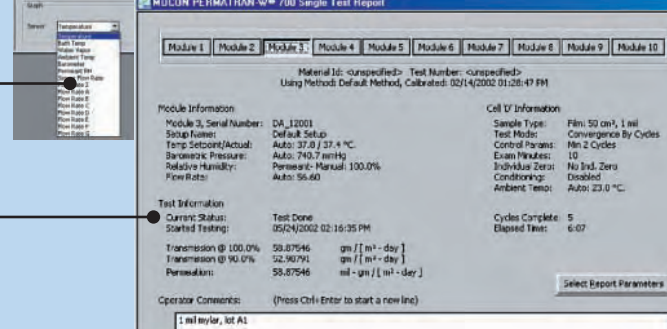 Graph
Sensor Temperature
Temperature
Bath Temp
Water Vapor
Ambient Temp
Barometer
Permeant RH
Flow Rate
Flow Rate A
Flow Rate B
Flow Rate C
Flow Rate D
Flow Rate E
Flow Rate F
Flow Rate G
MOCON PERMATRAN-W® 700 Single Test Report
Module 1 Module 2 Module 3 Module 4 Module 5 Module 6 Module 7 Module 8 Module 9 Module 10
Material Id: <unspecified> Test Number: <unspecified>
Using Method: Default Method, Calibrated: 02/14/2002 01:28:47 PM
Module Information
Module 3, Serial Number: DA_12001
Setup Name: Default Setup
Temp Setpoint/Actual: Auto: 37.8 / 37.4 °C.
Barometric Pressure: Auto: 740.7 mmHg
Relative Humidity: Permeant- Manual: 100.0%
Flow Rate: Auto: 56.60
Cell 'D' Information
Sample Type: Film: 50 cm², 1 mil
Test Mode: Convergence By Cycles
Control Params: Min 2 Cycles
Exam Minutes: 10
Individual Zero: No Ind. Zero
Conditioning: Disabled
Ambient Temp: Auto: 23.0 °C.
Test Information
Current Status: Test Done
Started Testing: 05/24/2002 02:16:35 PM
Cycles Complete: 5
Elapsed Time: 6:07
Transmission @ 100.0% 58.87546 gm / [ m² - day ]
Transmission @ 90.0% 52.98791 gm / [ m² - day ]
Permeation: 58.87546 mil - gm / [ m² - day ]
Select Report Parameters
Operator Comments: (Press Ctrl+Enter to start a new line)
1 mil mylar, lot A1